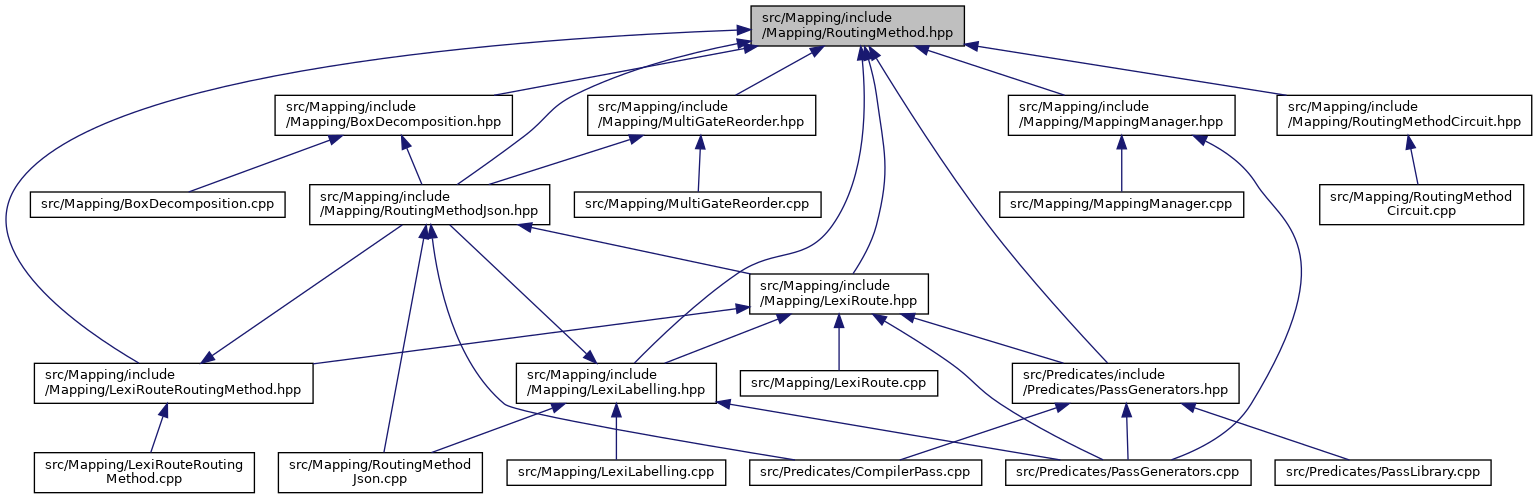 src/Mapping/include
/Mapping/RoutingMethod.hpp
src/Mapping/include
/Mapping/BoxDecomposition.hpp
src/Mapping/include
/Mapping/MultiGateReorder.hpp
src/Mapping/include
/Mapping/MappingManager.hpp
src/Mapping/include
/Mapping/RoutingMethodCircuit.hpp
src/Mapping/BoxDecomposition.cpp
src/Mapping/include
/Mapping/RoutingMethodJson.hpp
src/Mapping/MultiGateReorder.cpp
src/Mapping/MappingManager.cpp
src/Mapping/RoutingMethod
Circuit.cpp
src/Mapping/include
/Mapping/LexiRoute.hpp
src/Mapping/include
/Mapping/LexiRouteRoutingMethod.hpp
src/Mapping/include
/Mapping/LexiLabelling.hpp
src/Mapping/LexiRoute.cpp
src/Predicates/include
/Predicates/PassGenerators.hpp
src/Mapping/LexiRouteRouting
Method.cpp
src/Mapping/RoutingMethod
Json.cpp
src/Mapping/LexiLabelling.cpp
src/Predicates/CompilerPass.cpp
src/Predicates/PassGenerators.cpp
src/Predicates/PassLibrary.cpp